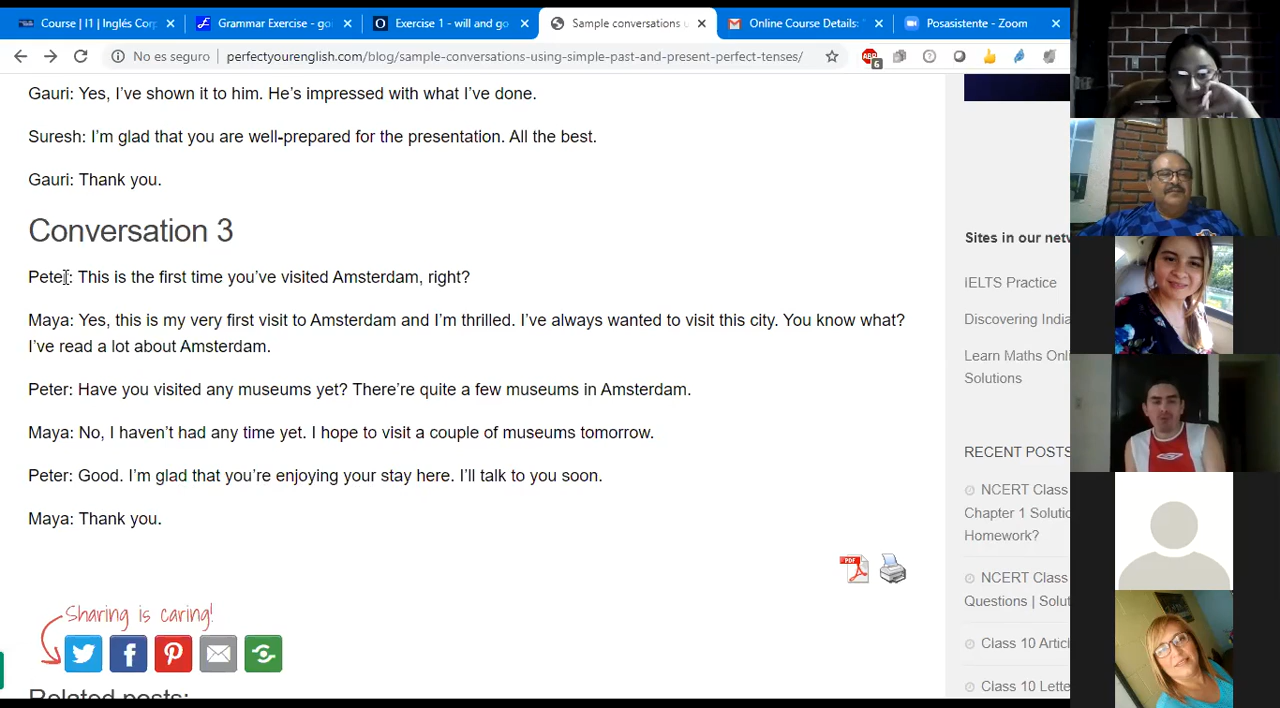 Course | I1 | Inglés Corp
Grammar Exercise - go
Exercise 1 - will and go
Sample conversations u
Online Course Details:
Posasistente - Zoom
No es seguro
perfectyourenglish.com/blog/sample-conversations-using-simple-past-and-present-perfect-tenses/
ABP
6
Gauri: Yes, I've shown it to him. He's impressed with what I've done.
Suresh: I'm glad that you are well-prepared for the presentation. All the best.
Gauri: Thank you.
Conversation 3
Peter: This is the first time you've visited Amsterdam, right?
Maya: Yes, this is my very first visit to Amsterdam and I'm thrilled. I've always wanted to visit this city. You know what?
I've read a lot about Amsterdam.
Peter: Have you visited any museums yet? There're quite a few museums in Amsterdam.
Maya: No, I haven't had any time yet. I hope to visit a couple of museums tomorrow.
Peter: Good. I'm glad that you're enjoying your stay here. I'll talk to you soon.
Maya: Thank you.
PDF
Sharing is caring!
Related posts:
Sites in our netw
IELTS Practice
Discovering India
Learn Maths Onli
Solutions
RECENT POSTS
NCERT Class
Chapter 1 Solutio
Homework?
NCERT Class
Questions | Solut
Class 10 Articl
Class 10 Lette